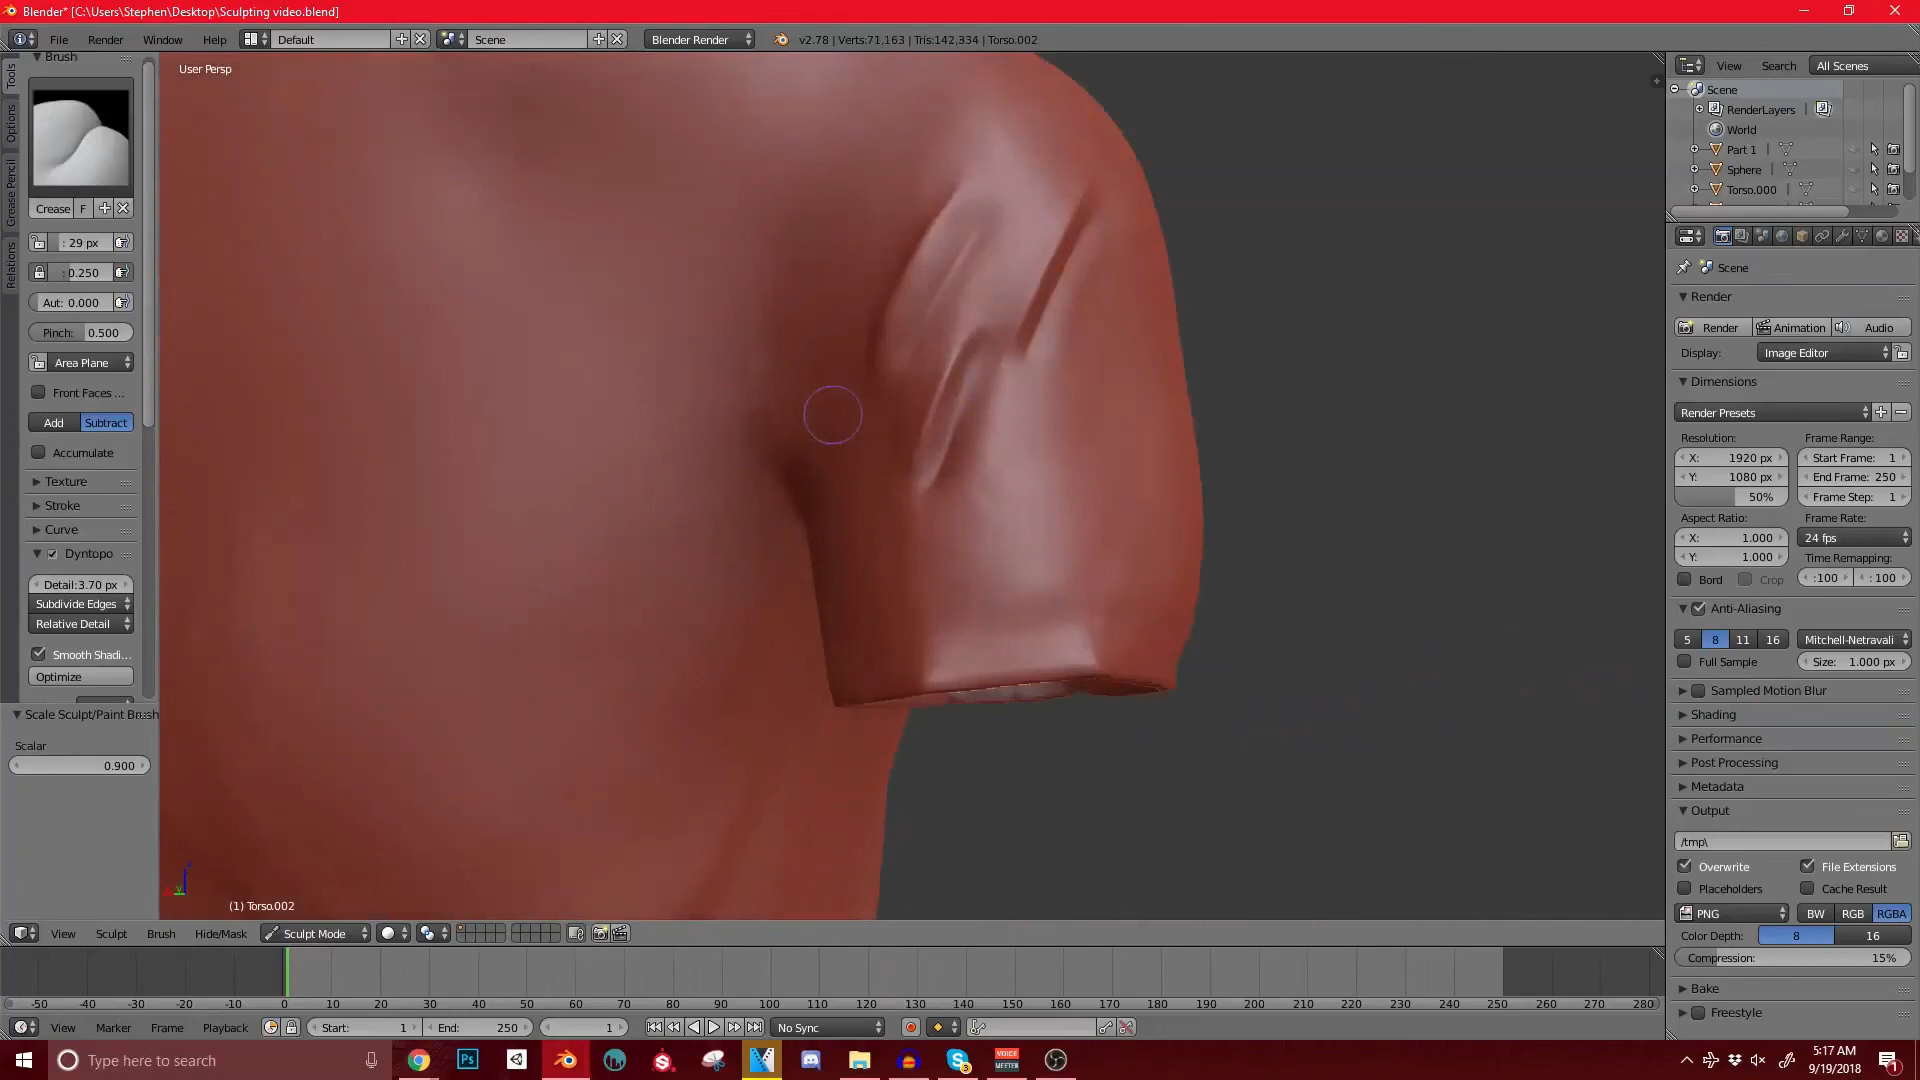 Blender* [C:\Users\Stephen\Desktop\Sculpting video.blend]
File Render Window Help Default Scene Blender Render v2.78 | Verts:71,163 | Tris:142,334 | Torso.002
Brush
User Persp
View Search All Scenes
Scene
RenderLayers
World
Part 1
Sphere
Torso.000
Tools
Options
Grease Pencil
Relations
Crease F
: 29 px
: 0.250
Aut: 0.000
Pinch: 0.500
Area Plane
Front Faces ...
Add Subtract
Accumulate
Texture
Stroke
Curve
Dyntopo
Detail:3.70 px
Subdivide Edges
Relative Detail
Smooth Shadi...
Optimize
Scale Sculpt/Paint Brush
Scalar
0.900
Scene
Render
Render Animation Audio
Display: Image Editor
Dimensions
Render Presets
Resolution: Frame Range:
X: 1920 px Start Frame: 1
Y: 1080 px End Frame: 250
50% Frame Step: 1
Aspect Ratio: Frame Rate:
X: 1.000 24 fps
Y: 1.000 Time Remapping:
Bord Crop :100 : 100
Anti-Aliasing
5 8 11 16 Mitchell-Netravali
Full Sample Size: 1.000 px
Sampled Motion Blur
Shading
Performance
Post Processing
Metadata
Output
/tmp\
Overwrite File Extensions
Placeholders Cache Result
PNG BW RGB RGBA
Color Depth: 8 16
Compression: 15%
Bake
Freestyle
(1) Torso.002
View Sculpt Brush Hide/Mask Sculpt Mode
-50 -40 -30 -20 -10 0 10 20 30 40 50 60 70 80 90 100 110 120 130 140 150 160 170 180 190 200 210 220 230 240 250 260 270 280
View Marker Frame Playback Start: 1 End: 250 1 No Sync
Type here to search
Ps
VOICE
MEETER
3
5:17 AM
9/19/2018
1